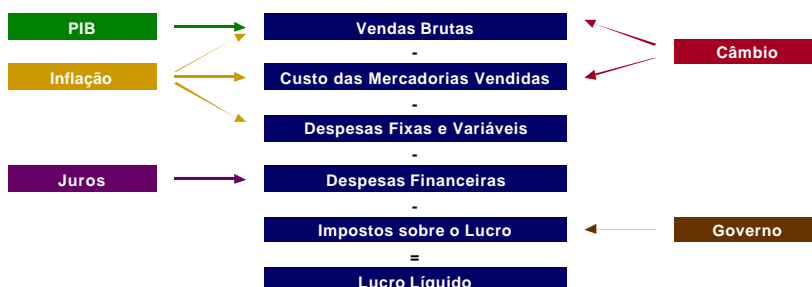 PIB
Vendas Brutas
-
Câmbio
Inflação
Custo das Mercadorias Vendidas
-
Despesas Fixas e Variáveis
-
Juros
Despesas Financeiras
-
Impostos sobre o Lucro
Governo
=
Lucro Líquido